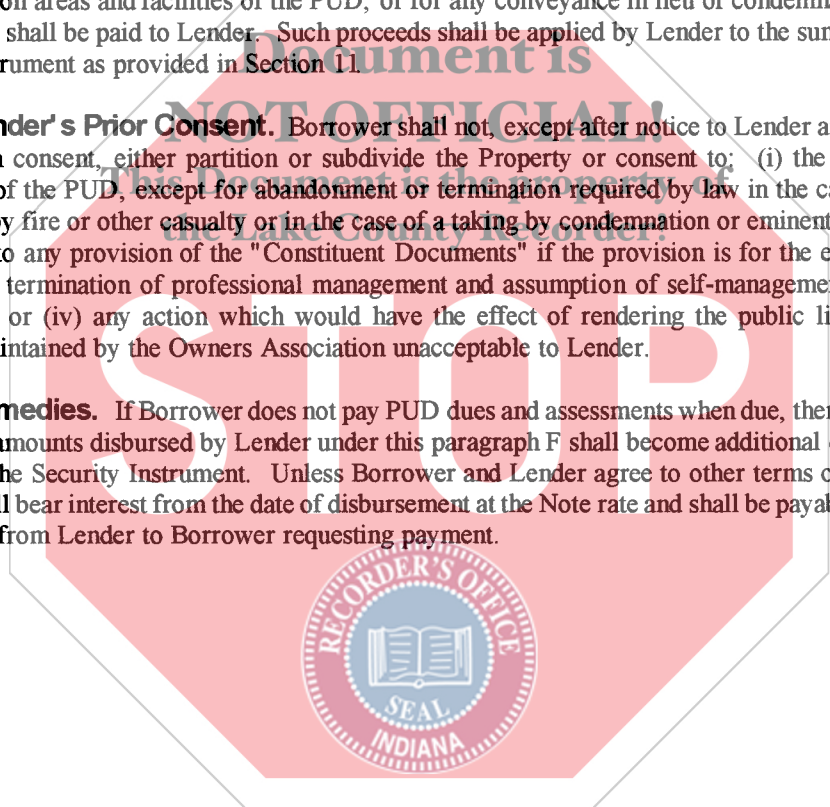 on areas and facilities of the PUD, or for any conveyance in lieu of condemn
shall be paid to Lender. Such proceeds shall be applied by Lender to the sum
rument as provided in Section 11.
Document is
NOT OFFICIAL!
This Document is the property of
the Lake County Recorder!
nder's Prior Consent. Borrower shall not, except after notice to Lender a
consent, either partition or subdivide the Property or consent to: (i) the
of the PUD, except for abandonment or termination required by law in the ca
y fire or other casualty or in the case of a taking by condemnation or eminent
o any provision of the "Constituent Documents" if the provision is for the e
termination of professional management and assumption of self-manageme
or (iv) any action which would have the effect of rendering the public li
intained by the Owners Association unacceptable to Lender.
STOP
medies. If Borrower does not pay PUD dues and assessments when due, then
amounts disbursed by Lender under this paragraph F shall become additional
he Security Instrument. Unless Borrower and Lender agree to other terms o
ll bear interest from the date of disbursement at the Note rate and shall be payab
from Lender to Borrower requesting payment.
RECORDER'S OFFICE
SEAL
INDIANA